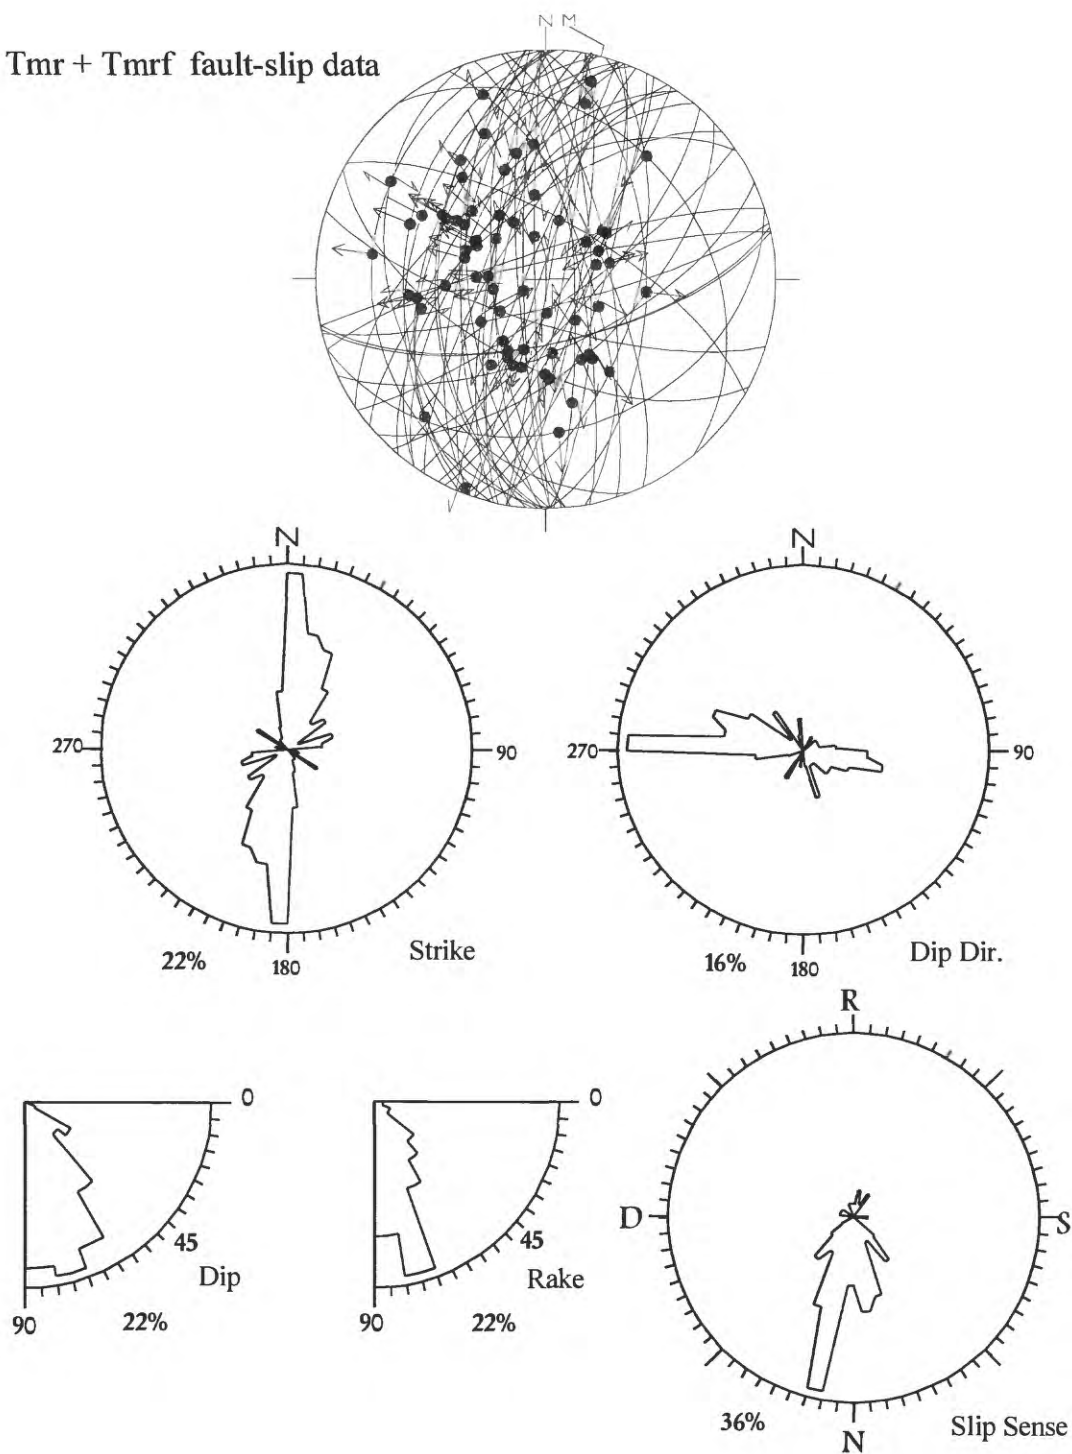 N M
Tmr + Tmrf fault-slip data
N
N
270
90
270
90
22%
180
Strike
16%
180
Dip Dir.
R
0
0
D
S
45
45
Dip
Rake
90
22%
90
22%
36%
N
Slip Sense